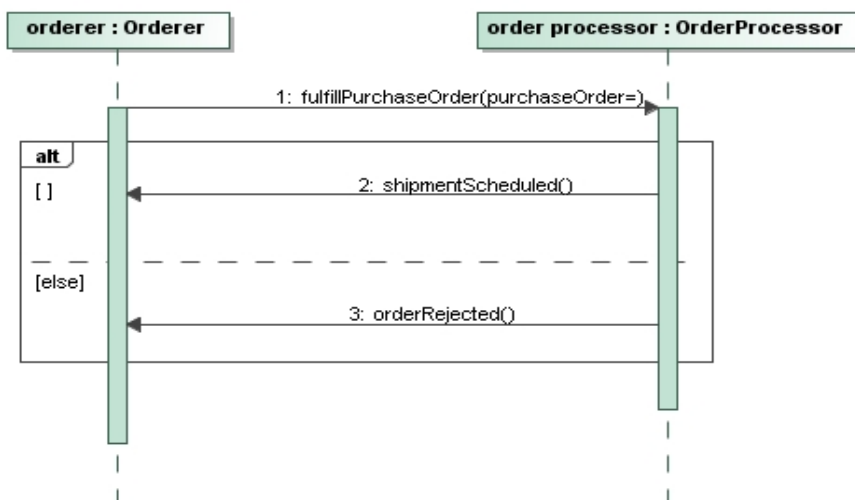 orderer : Orderer
order processor : OrderProcessor
1: fulfillPurchaseOrder(purchaseOrder=)
alt
[ ]
2: shipmentScheduled()
[else]
3: orderRejected()